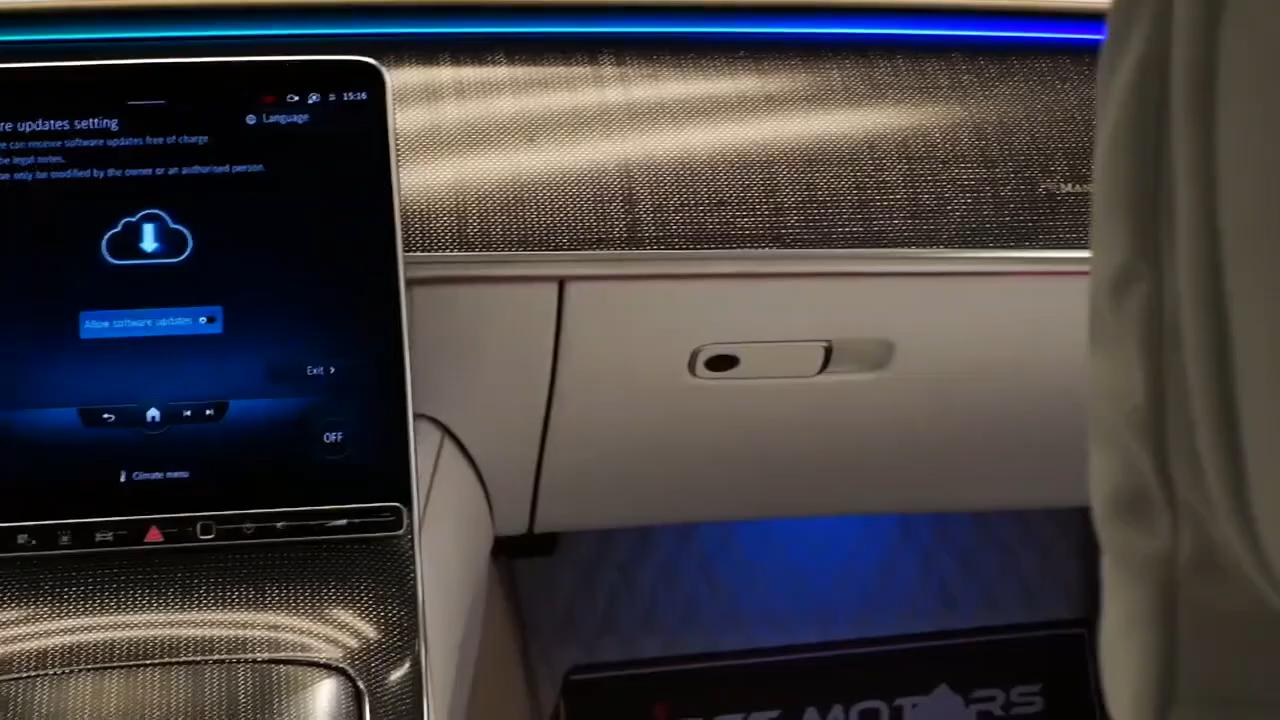 15:16
re updates setting
Language
e can receive software updates free of charge
be legal notes.
only be modified by the owner or an authorised person.
Allow software updates
Exit
OFF
Climate menu
MOTORS